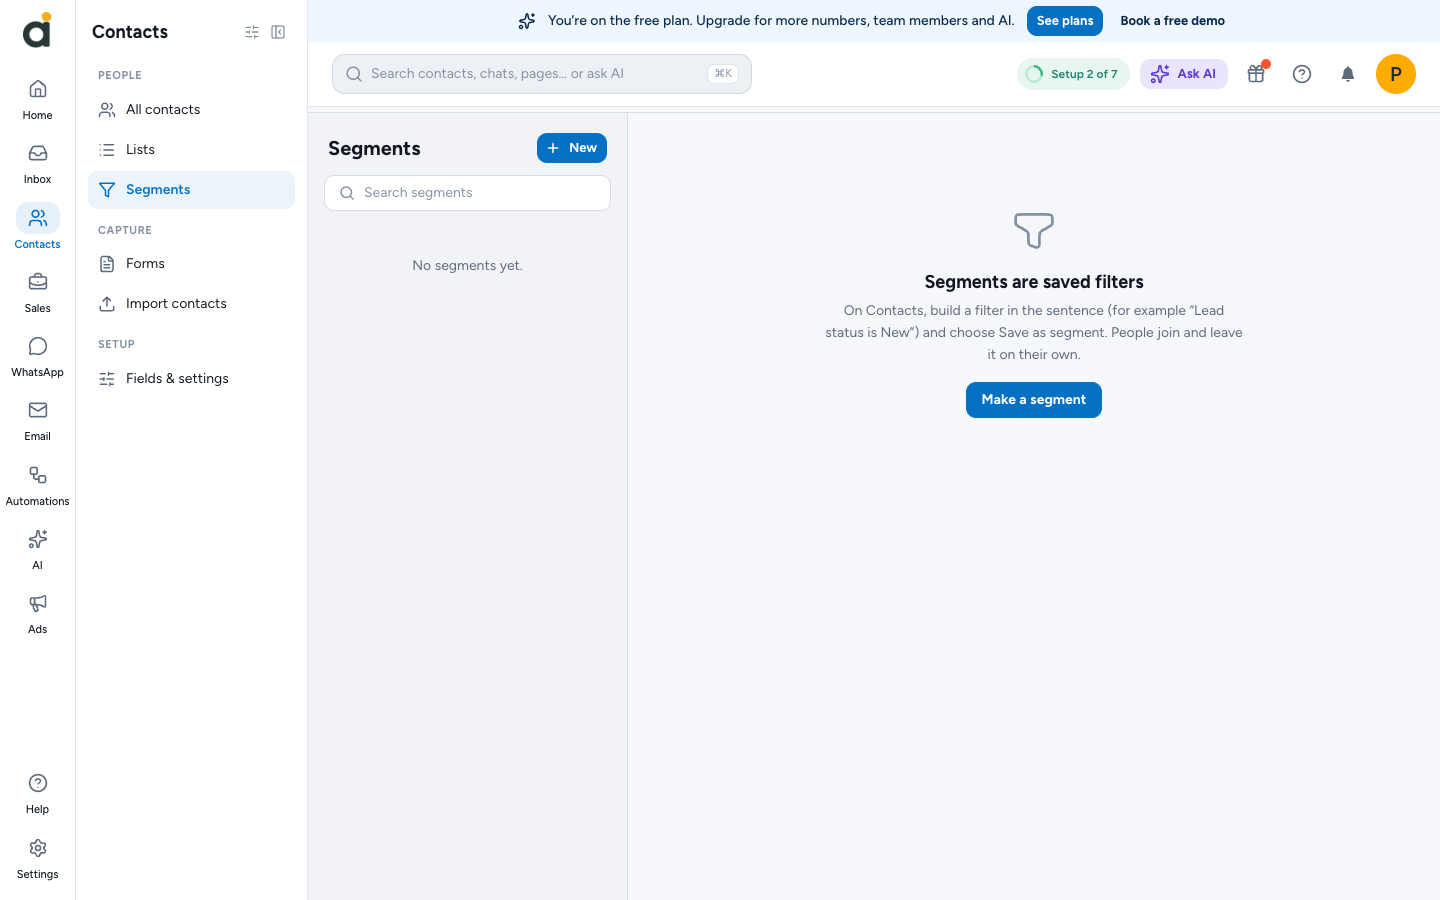 You're on the free plan. Upgrade for more numbers, team members and AI.
See plans
Book a free demo
Contacts
Search contacts, chats, pages... or ask AI
⌘K
Setup 2 of 7
Ask AI
P
Home
Inbox
Contacts
Sales
WhatsApp
Email
Automations
AI
Ads
Help
Settings
PEOPLE
All contacts
Lists
Segments
CAPTURE
Forms
Import contacts
SETUP
Fields & settings
Segments
New
Search segments
No segments yet.
Segments are saved filters
On Contacts, build a filter in the sentence (for example “Lead
status is New”) and choose Save as segment. People join and leave
it on their own.
Make a segment